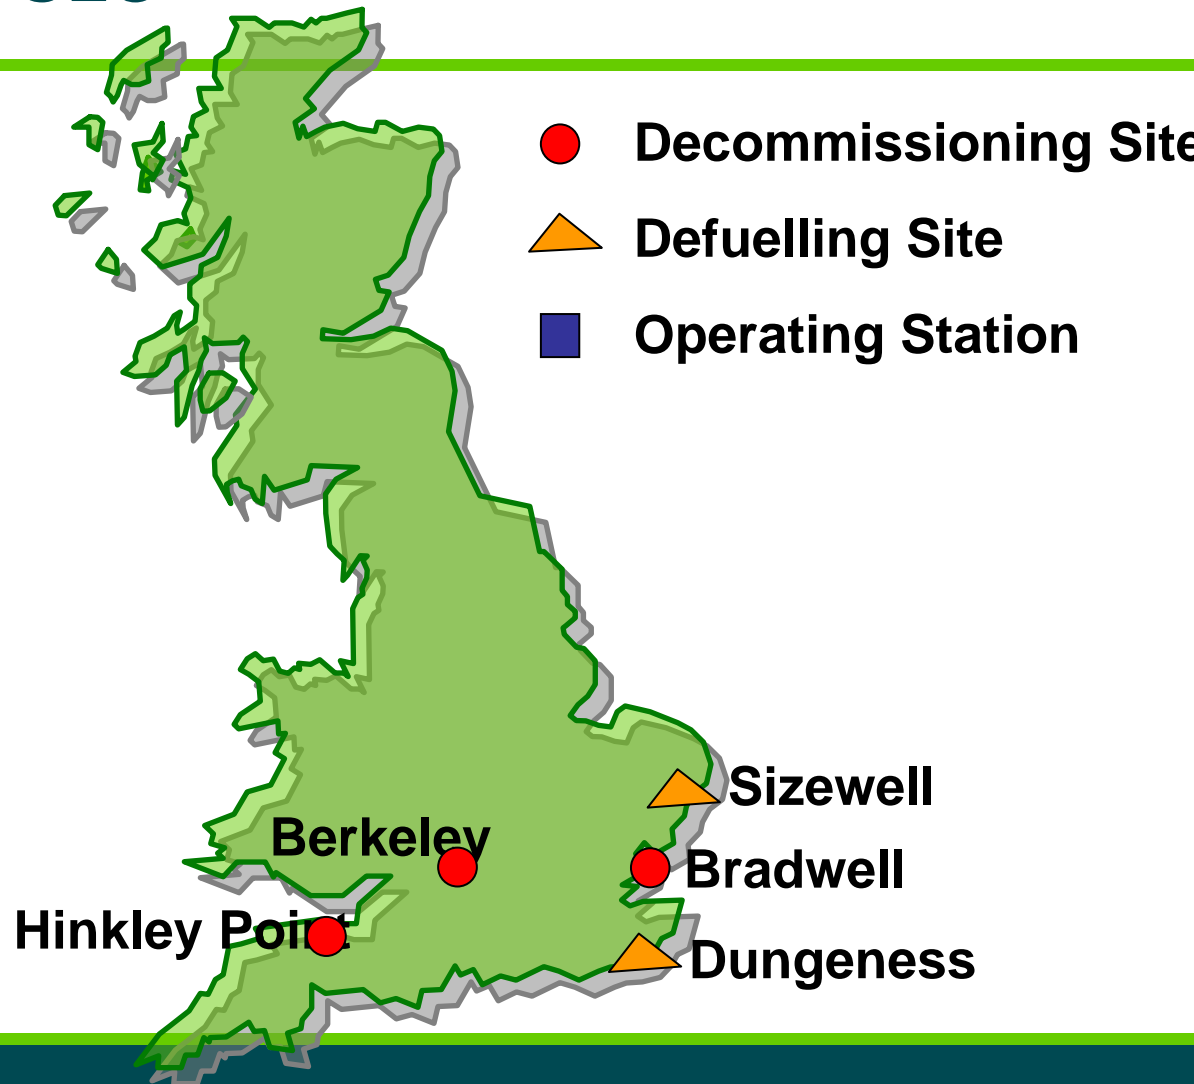 Decommissioning Site
Defuelling Site
Operating Station
Sizewell
Berkeley
Bradwell
Hinkley Point
Dungeness